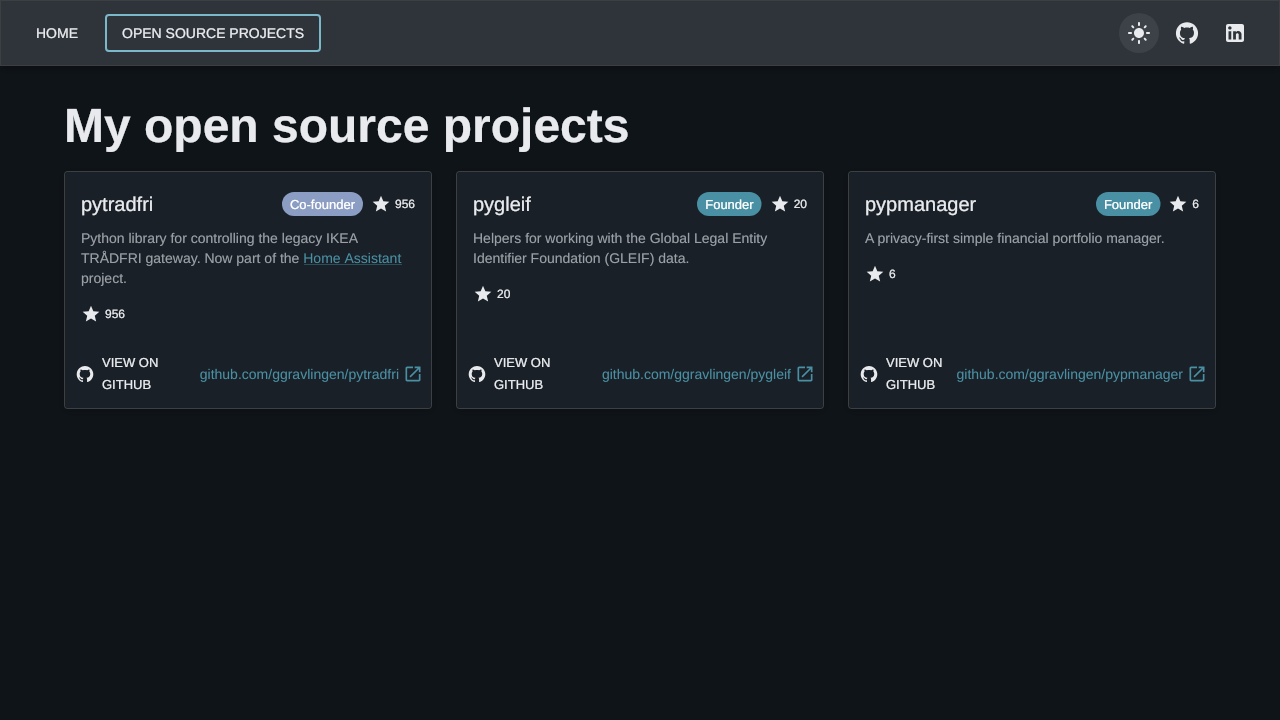 HOME
OPEN SOURCE PROJECTS
My open source projects
pytradfri
Co-founder
956
Python library for controlling the legacy IKEA
TRÅDFRI gateway. Now part of the Home Assistant
project.
956
VIEW ON
GITHUB
github.com/ggravlingen/pytradfri
pygleif
Founder
20
Helpers for working with the Global Legal Entity
Identifier Foundation (GLEIF) data.
20
VIEW ON
GITHUB
github.com/ggravlingen/pygleif
pypmanager
Founder
6
A privacy-first simple financial portfolio manager.
6
VIEW ON
GITHUB
github.com/ggravlingen/pypmanager